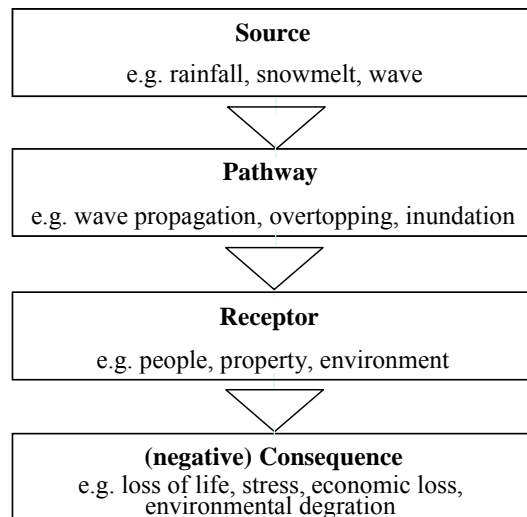 Source
e.g. rainfall, snowmelt, wave
Pathway
e.g. wave propagation, overtopping, inundation
Receptor
e.g. people, property, environment
(negative) Consequence
e.g. loss of life, stress, economic loss,
environmental degration